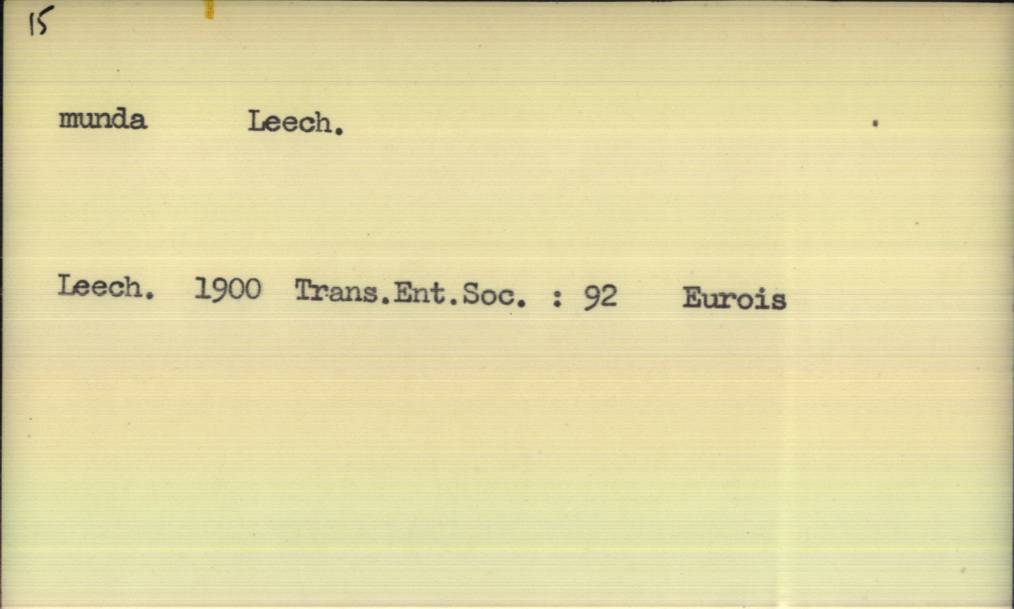 15
munda Leech.
Leech. 1900 Trans.Ent.Soc. : 92 Eurois